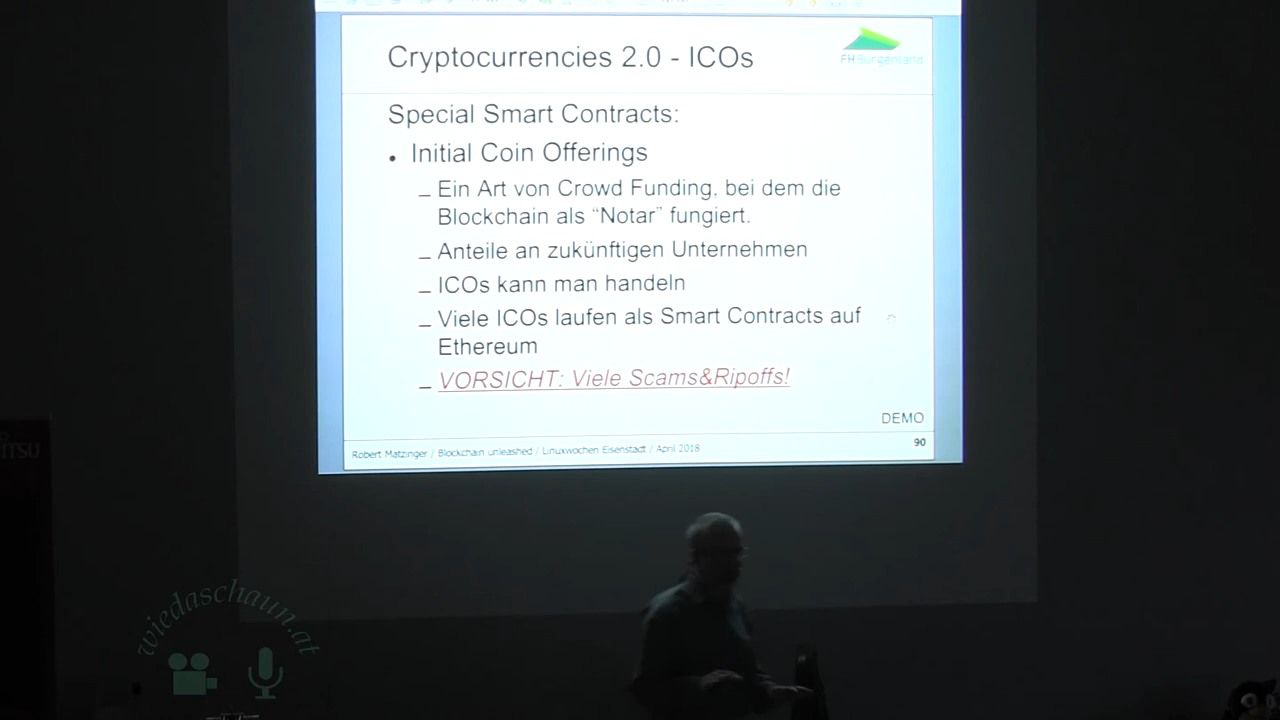 Cryptocurrencies 2.0 - ICOs
FH Burgenland
Special Smart Contracts:
• Initial Coin Offerings
– Ein Art von Crowd Funding, bei dem die
Blockchain als “Notar” fungiert.
– Anteile an zukünftigen Unternehmen
– ICOs kann man handeln
– Viele ICOs laufen als Smart Contracts auf
Ethereum
– VORSICHT: Viele Scams&Ripoffs!
DEMO
Robert Matzinger / Blockchain unleashed / Linuxwochen Eisenstadt / April 2018
90
ITSU
wiedaschaun.at